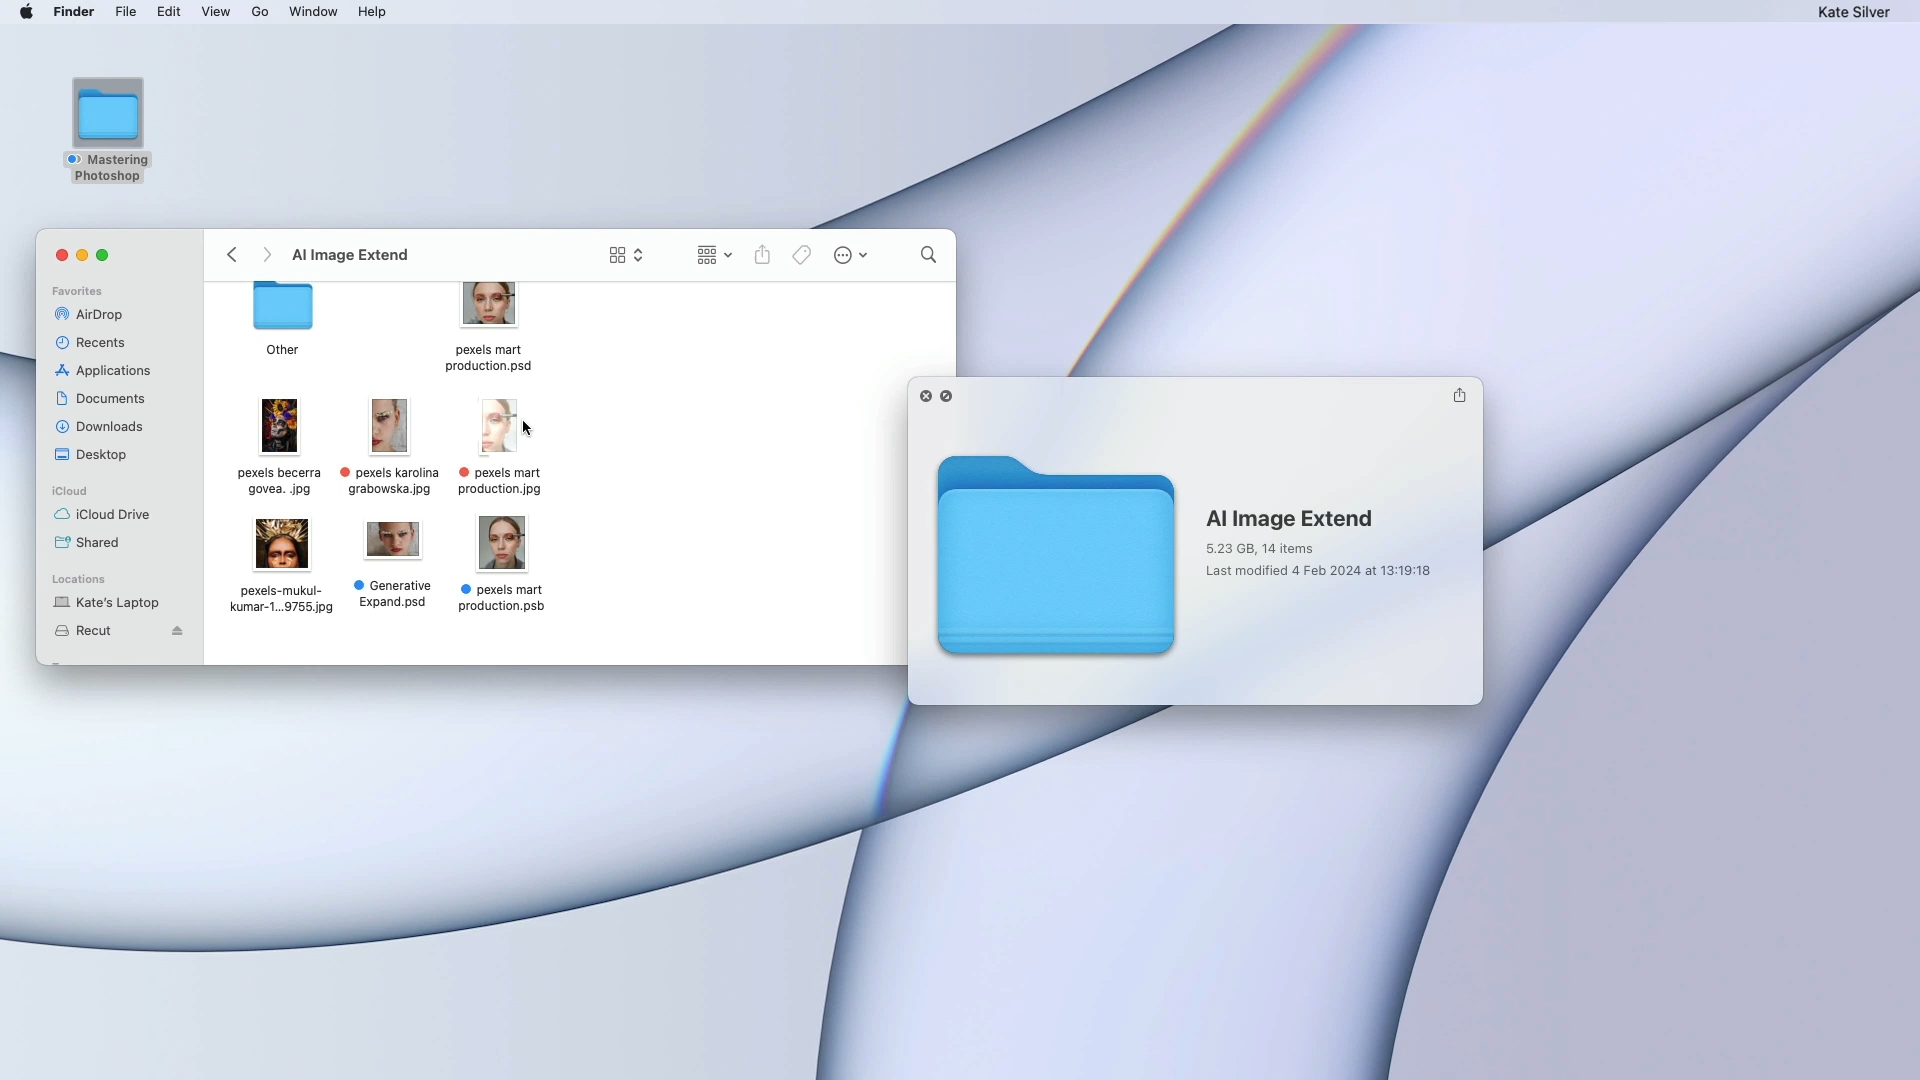 Finder File Edit View Go Window Help
Kate Silver
Mastering
Photoshop
AI Image Extend
Favorites
AirDrop
Recents
Applications
Documents
Downloads
Desktop
iCloud
iCloud Drive
Shared
Locations
Kate's Laptop
Recut
Other
pexels mart
production.psd
pexels becerra
govea. .jpg
pexels karolina
grabowska.jpg
pexels mart
production.jpg
pexels-mukul-
kumar-1...9755.jpg
Generative
Expand.psd
pexels mart
production.psb
AI Image Extend
5.23 GB, 14 items
Last modified 4 Feb 2024 at 13:19:18